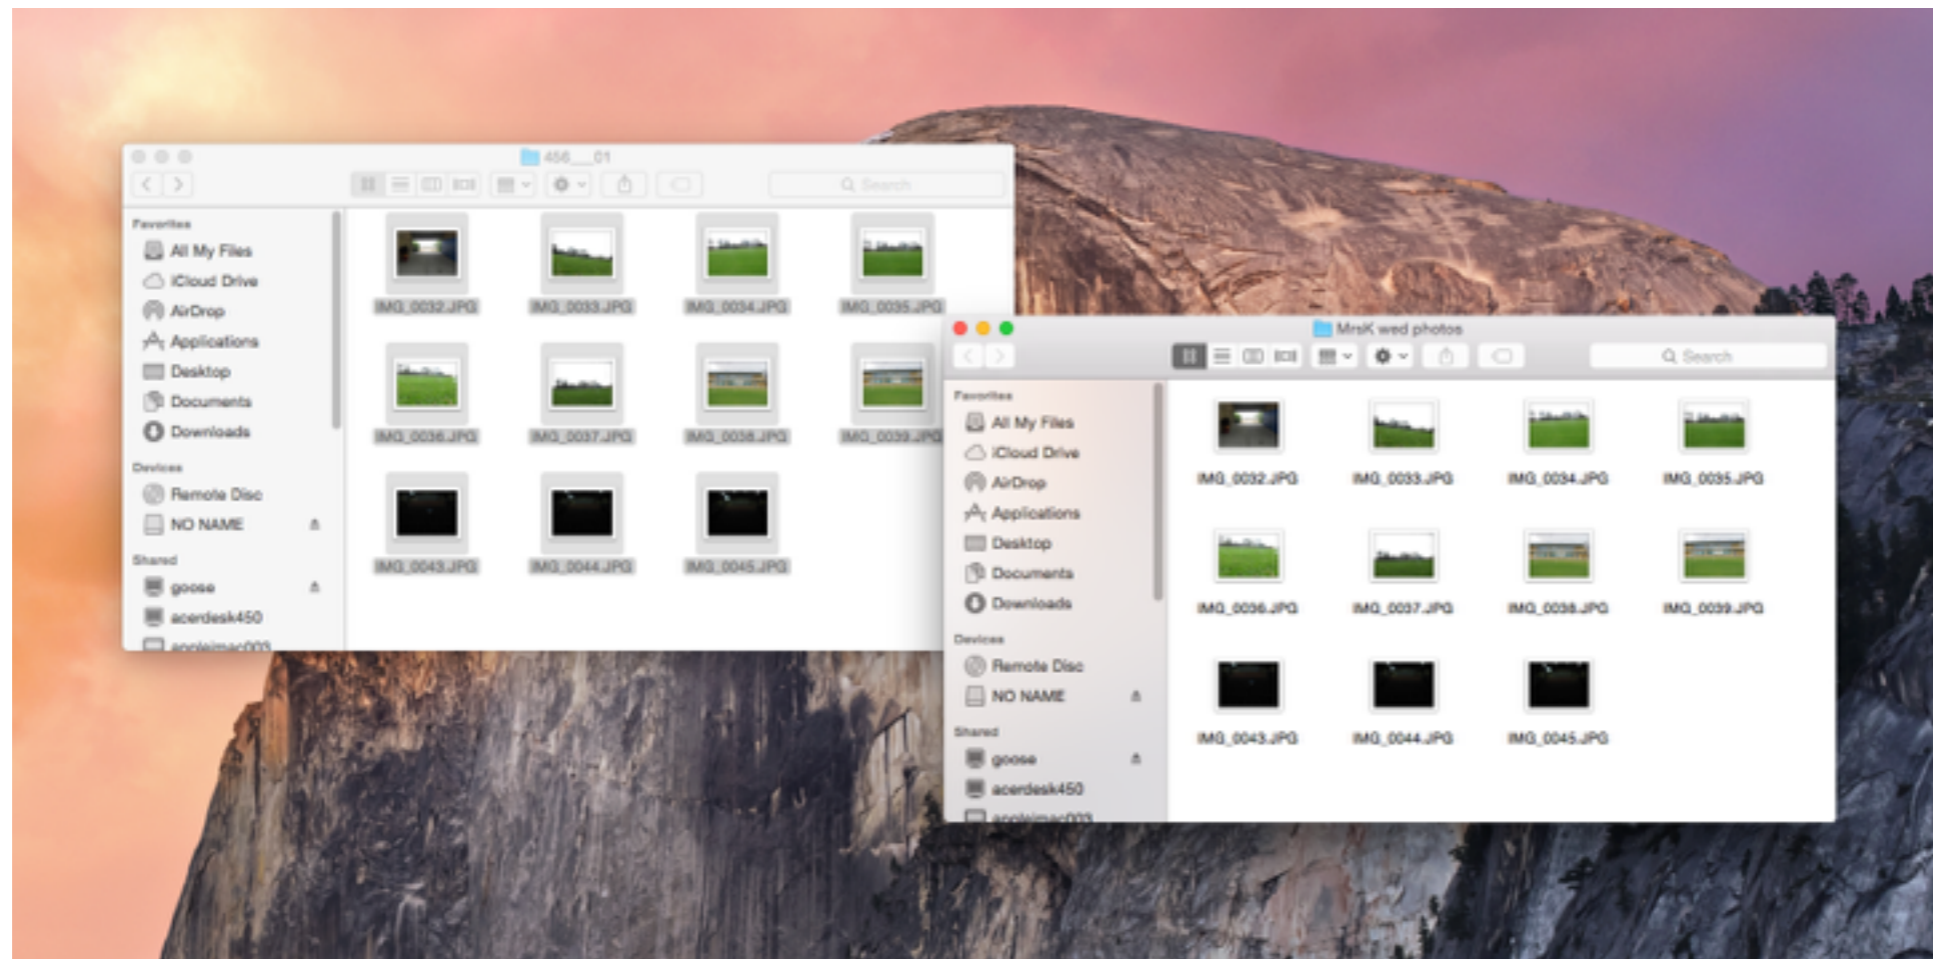 456___01
Search
Favorites
All My Files
iCloud Drive
AirDrop
Applications
Desktop
Documents
Downloads
Devices
Remote Disc
NO NAME
Shared
goose
acerdesk450
appleimac003
IMG_0032.JPG IMG_0033.JPG IMG_0034.JPG IMG_0035.JPG
IMG_0036.JPG IMG_0037.JPG IMG_0038.JPG IMG_0039.JPG
IMG_0043.JPG IMG_0044.JPG IMG_0045.JPG
MrsK wed photos
Search
Favorites
All My Files
iCloud Drive
AirDrop
Applications
Desktop
Documents
Downloads
Devices
Remote Disc
NO NAME
Shared
goose
acerdesk450
appleimac003
IMG_0032.JPG IMG_0033.JPG IMG_0034.JPG IMG_0035.JPG
IMG_0036.JPG IMG_0037.JPG IMG_0038.JPG IMG_0039.JPG
IMG_0043.JPG IMG_0044.JPG IMG_0045.JPG